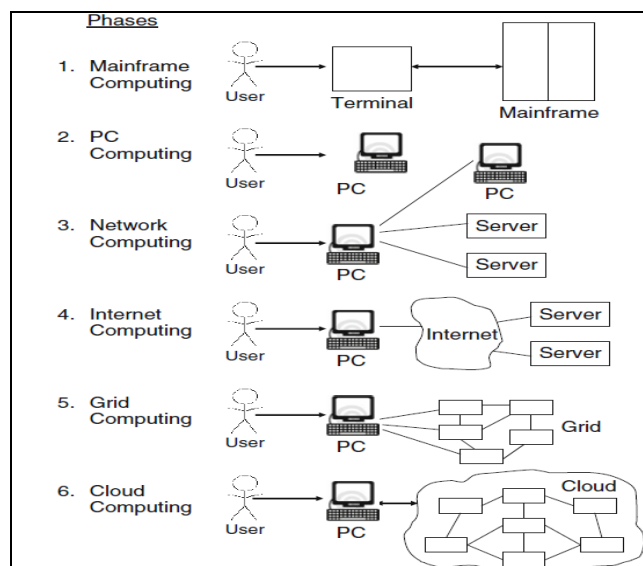 Phases
1. Mainframe
Computing
User
Terminal
Mainframe
2. PC
Computing
User
PC
PC
3. Network
Computing
User
PC
Server
Server
4. Internet
Computing
User
PC
Internet
Server
Server
5. Grid
Computing
User
PC
Grid
6. Cloud
Computing
User
PC
Cloud